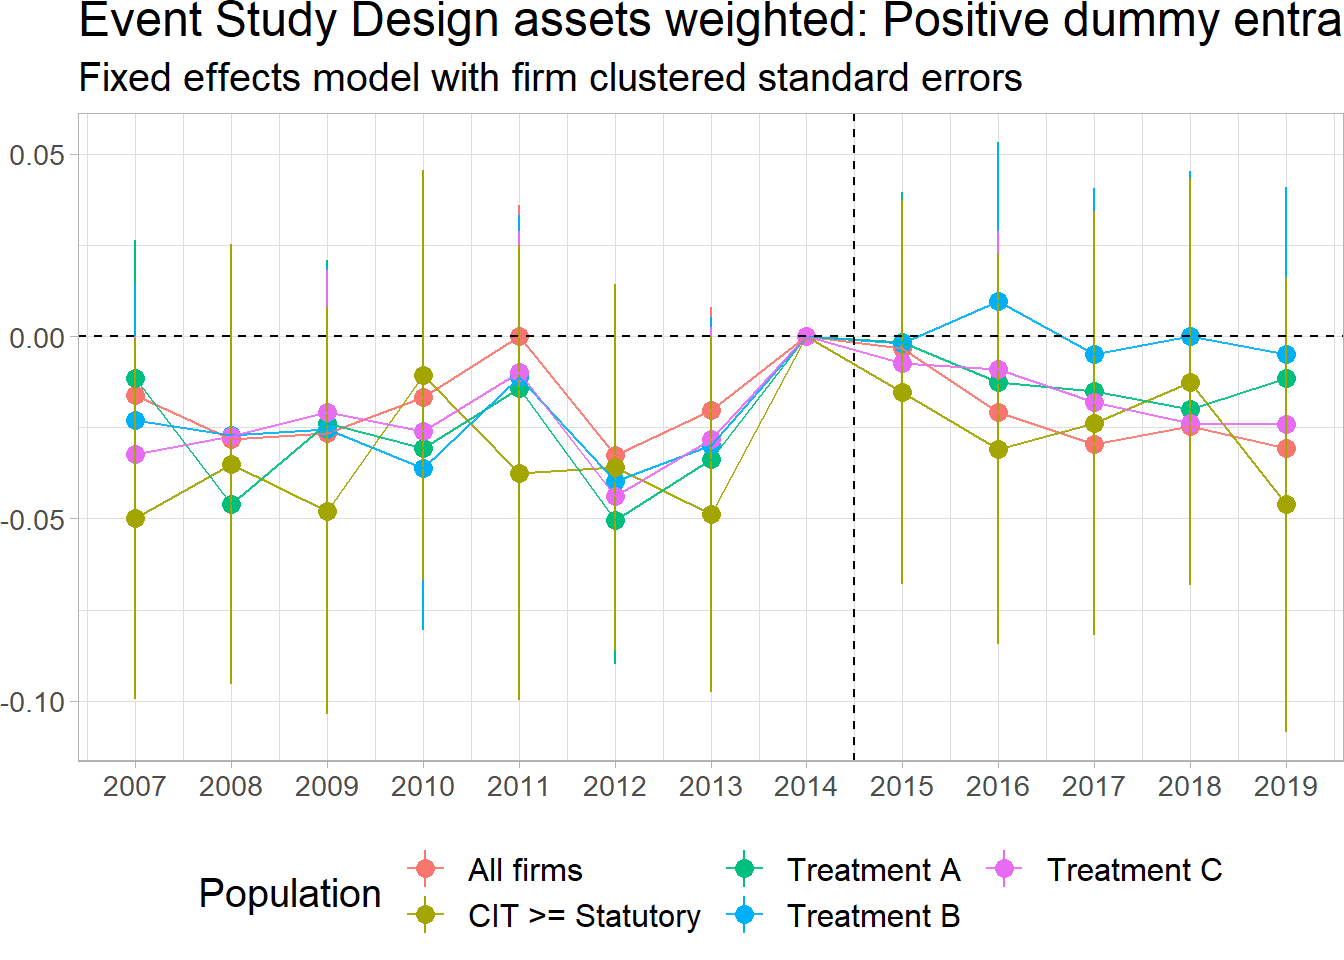 Event Study Design assets weighted: Positive dummy entra
Fixed effects model with firm clustered standard errors
0.05
0.00
-0.05
-0.10
2007 2008 2009 2010 2011 2012 2013 2014 2015 2016 2017 2018 2019
Population
All firms
Treatment A
Treatment C
CIT >= Statutory
Treatment B